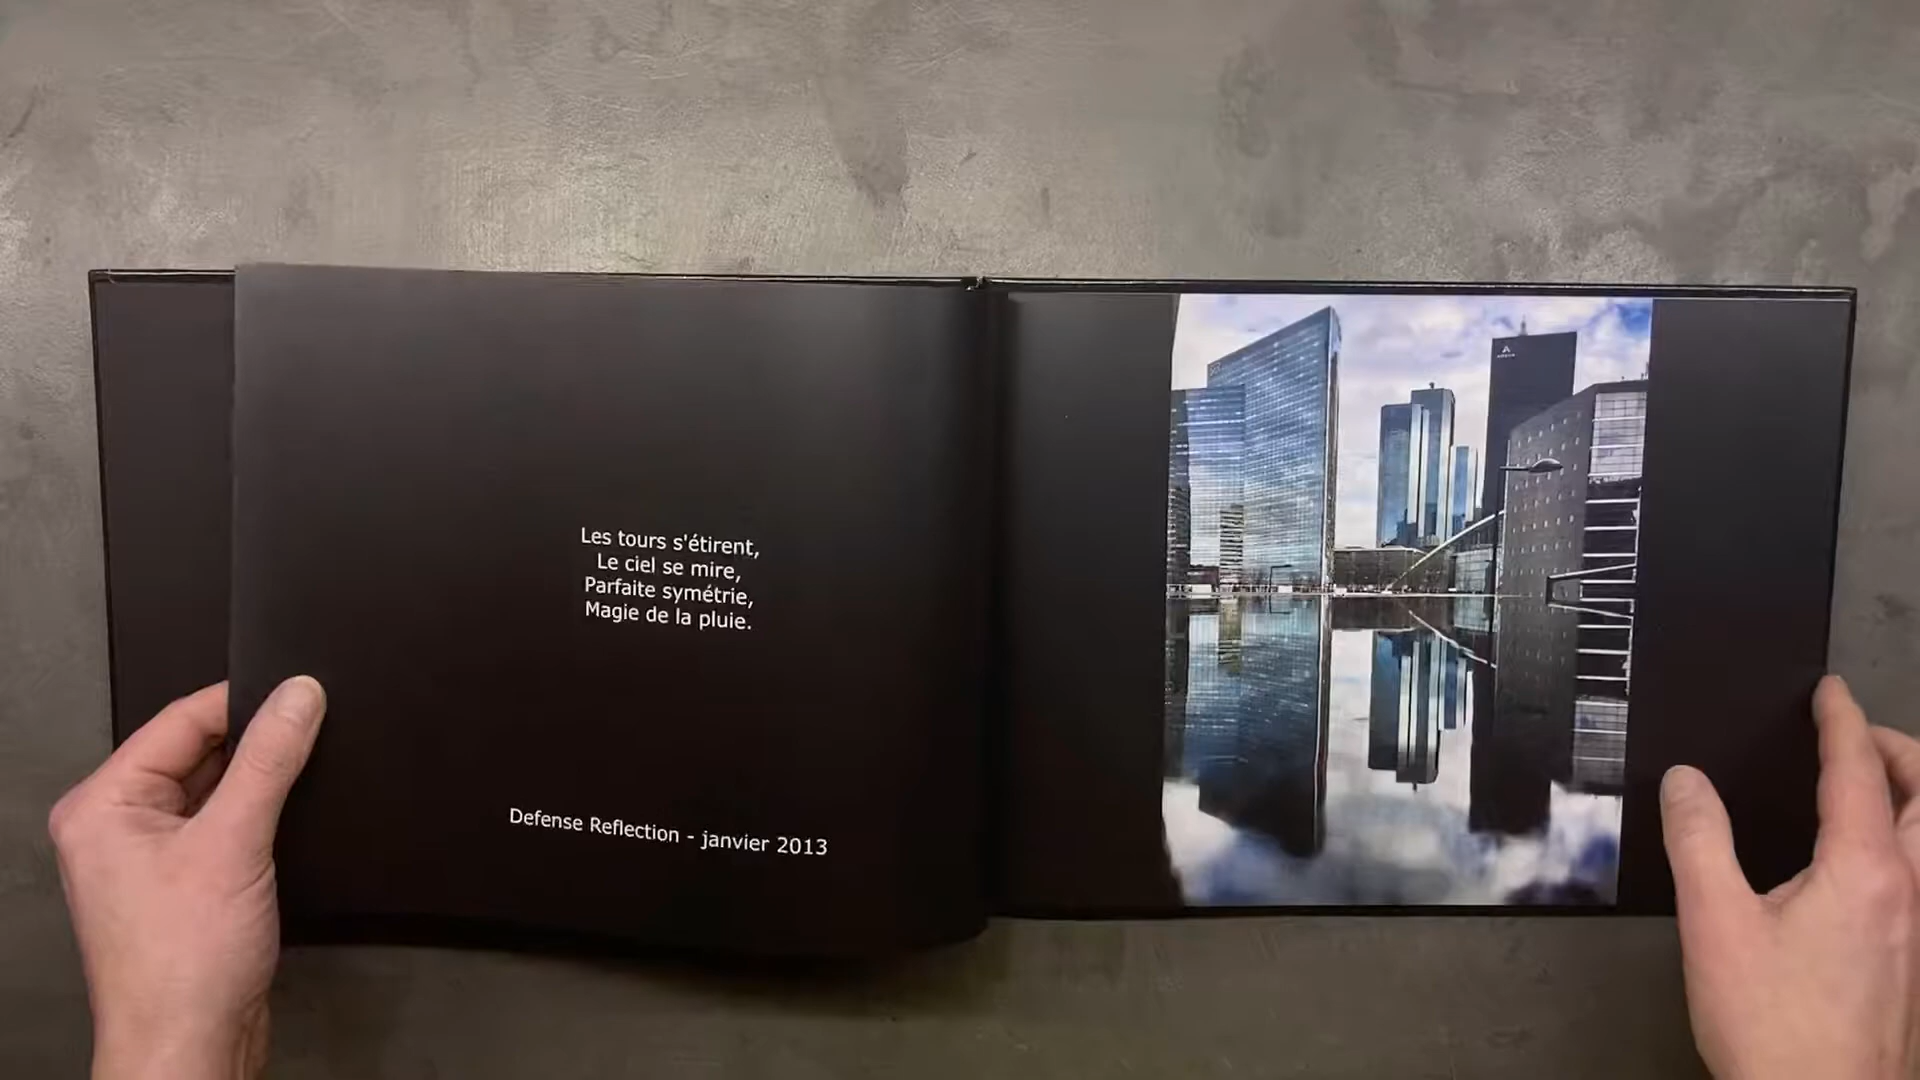 Les tours s'étirent,
Le ciel se mire,
Parfaite symétrie,
Magie de la pluie.
Defense Reflection - janvier 2013